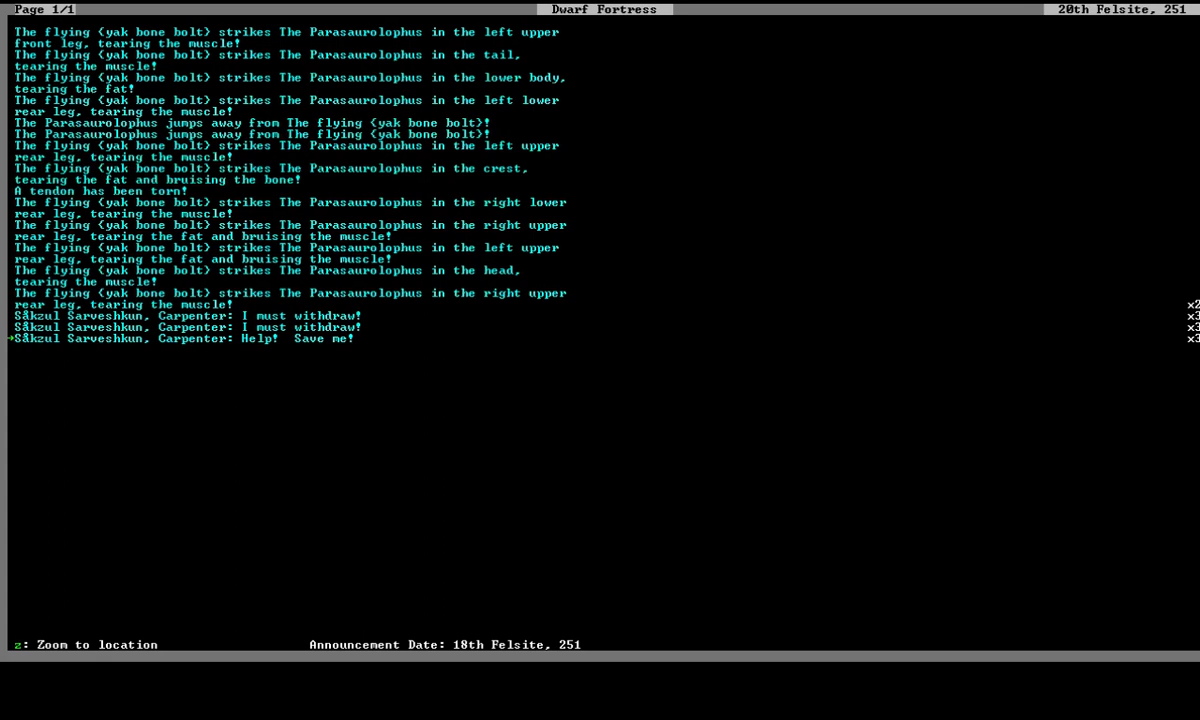 Page 1/1 Dwarf Fortress 20th Felsite, 251
The flying {yak bone bolt} strikes The Parasaurolophus in the left upper
front leg, tearing the muscle!
The flying {yak bone bolt} strikes The Parasaurolophus in the tail,
tearing the muscle!
The flying {yak bone bolt} strikes The Parasaurolophus in the lower body,
tearing the fat!
The flying {yak bone bolt} strikes The Parasaurolophus in the left lower
rear leg, tearing the muscle!
The Parasaurolophus jumps away from The flying {yak bone bolt}!
The Parasaurolophus jumps away from The flying {yak bone bolt}!
The flying {yak bone bolt} strikes The Parasaurolophus in the left upper
rear leg, tearing the muscle!
The flying {yak bone bolt} strikes The Parasaurolophus in the crest,
tearing the fat and bruising the bone!
A tendon has been torn!
The flying {yak bone bolt} strikes The Parasaurolophus in the right lower
rear leg, tearing the muscle!
The flying {yak bone bolt} strikes The Parasaurolophus in the right upper
rear leg, tearing the fat and bruising the muscle!
The flying {yak bone bolt} strikes The Parasaurolophus in the left upper
rear leg, tearing the fat and bruising the muscle!
The flying {yak bone bolt} strikes The Parasaurolophus in the head,
tearing the muscle!
The flying {yak bone bolt} strikes The Parasaurolophus in the right upper
rear leg, tearing the muscle! x2
Såkzul Sarveshkun, Carpenter: I must withdraw! x3
Såkzul Sarveshkun, Carpenter: I must withdraw! x3
Såkzul Sarveshkun, Carpenter: Help! Save me! x3
z: Zoom to location Announcement Date: 18th Felsite, 251